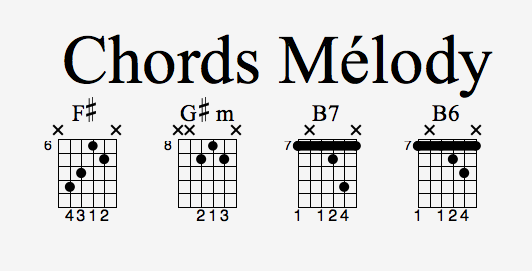 Chords Mélody
F♯ G♯ m B7 B6
× × ×× × × × × ×
6 8 7 7
4312 213 1 124 1 124